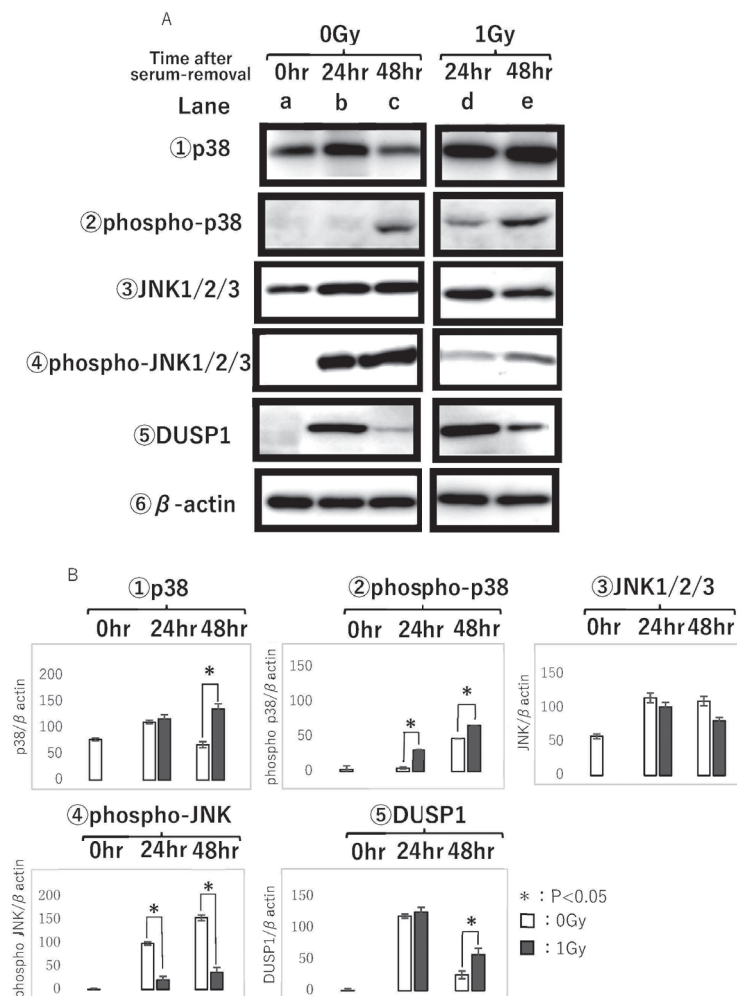 A
0Gy 1Gy
Time after
serum-removal 0hr 24hr 48hr 24hr 48hr
Lane a b c d e
①p38
②phospho-p38
③JNK1/2/3
④phospho-JNK1/2/3
⑤DUSP1
⑥β-actin
B
①p38
0hr 24hr 48hr
p38/β actin
200
150
100
50
0
*
②phospho-p38
0hr 24hr 48hr
phospho p38/β actin
150
100
50
0
*
*
③JNK1/2/3
0hr 24hr 48hr
JNK/β actin
150
100
50
0
④phospho-JNK
0hr 24hr 48hr
phospho JNK/β actin
200
150
100
50
0
*
*
⑤DUSP1
0hr 24hr 48hr
DUSP1/β actin
150
100
50
0
*
* : P<0.05
: 0Gy
: 1Gy